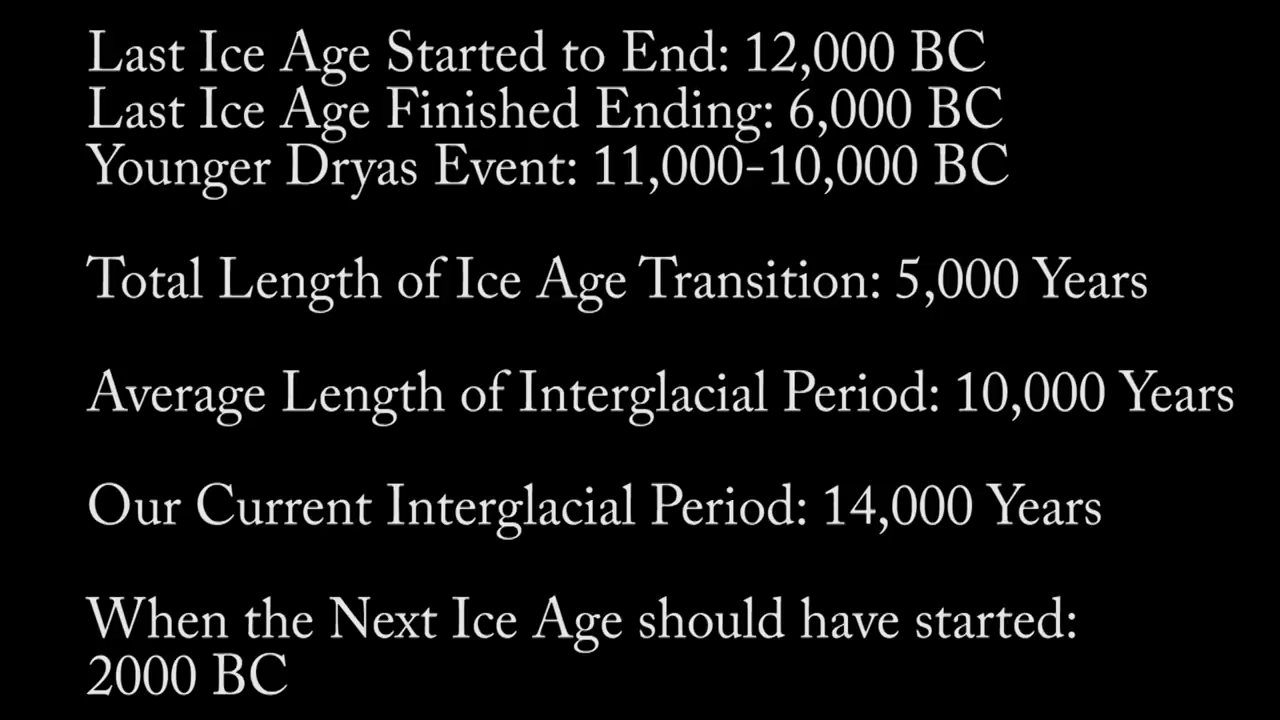 Last Ice Age Started to End: 12,000 BC
Last Ice Age Finished Ending: 6,000 BC
Younger Dryas Event: 11,000-10,000 BC
Total Length of Ice Age Transition: 5,000 Years
Average Length of Interglacial Period: 10,000 Years
Our Current Interglacial Period: 14,000 Years
When the Next Ice Age should have started:
2000 BC